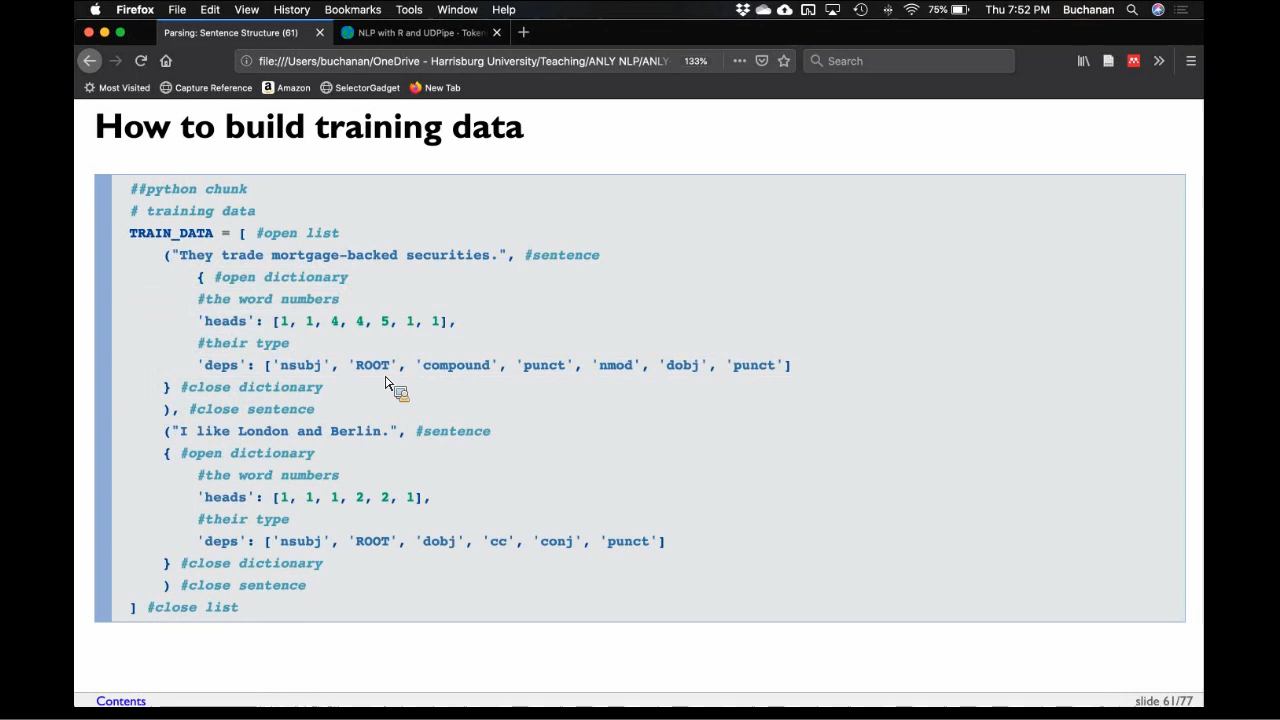 Firefox File Edit View History Bookmarks Tools Window Help 75% Thu 7:52 PM Buchanan
Parsing: Sentence Structure (61) NLP with R and UDPipe - Token
file:///Users/buchanan/OneDrive - Harrisburg University/Teaching/ANLY NLP/ANLY 133% Search
Most Visited Capture Reference Amazon SelectorGadget New Tab
How to build training data
##python chunk
# training data
TRAIN_DATA = [ #open list
("They trade mortgage-backed securities.", #sentence
{ #open dictionary
#the word numbers
'heads': [1, 1, 4, 4, 5, 1, 1],
#their type
'deps': ['nsubj', 'ROOT', 'compound', 'punct', 'nmod', 'dobj', 'punct']
} #close dictionary
), #close sentence
("I like London and Berlin.", #sentence
{ #open dictionary
#the word numbers
'heads': [1, 1, 1, 2, 2, 1],
#their type
'deps': ['nsubj', 'ROOT', 'dobj', 'cc', 'conj', 'punct']
} #close dictionary
) #close sentence
] #close list
Contents slide 61/77